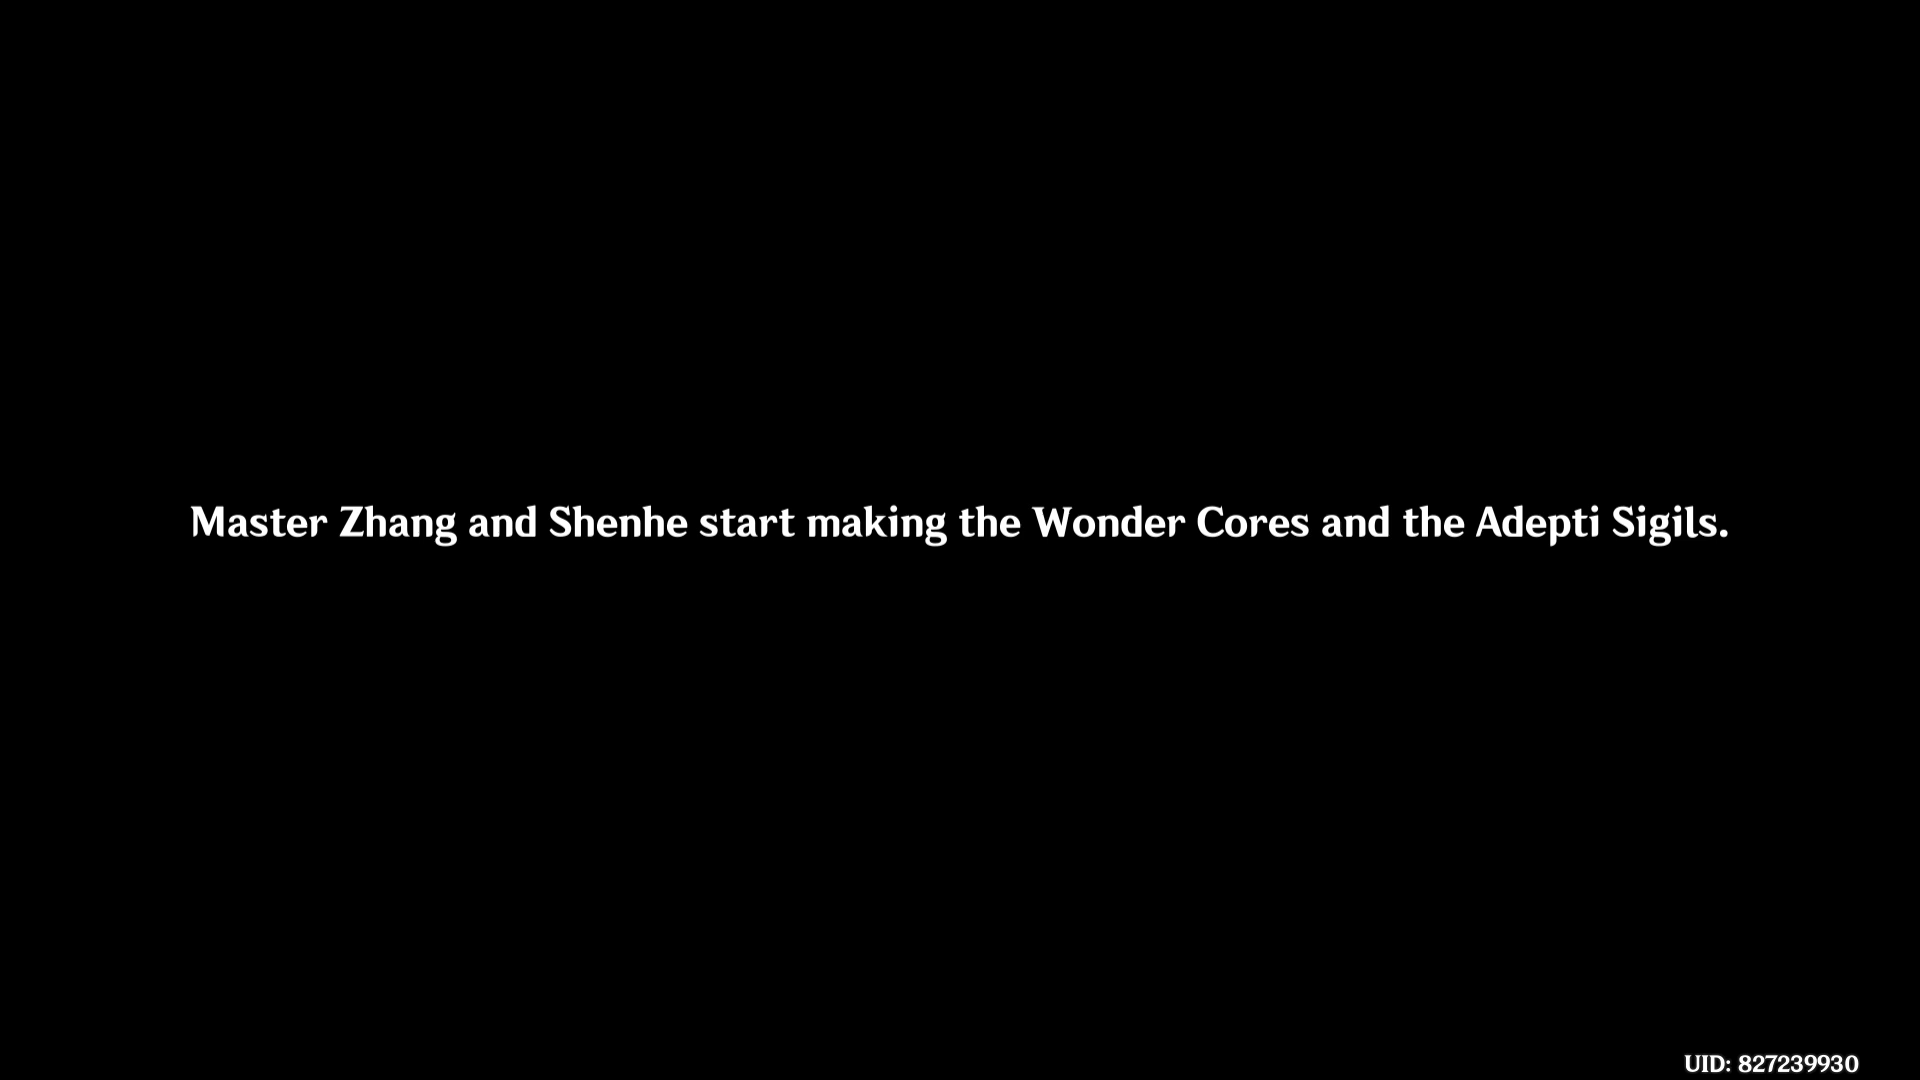 Master Zhang and Shenhe start making the Wonder Cores and the Adepti Sigils.
UID: 827239930